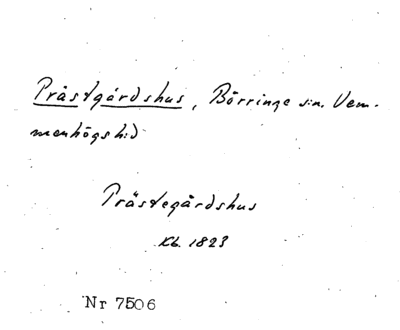 Prästgårdshus, Börringe sn. Vem-
menhögs hd
Prästegårdshus
Kb. 1823
Nr 7506